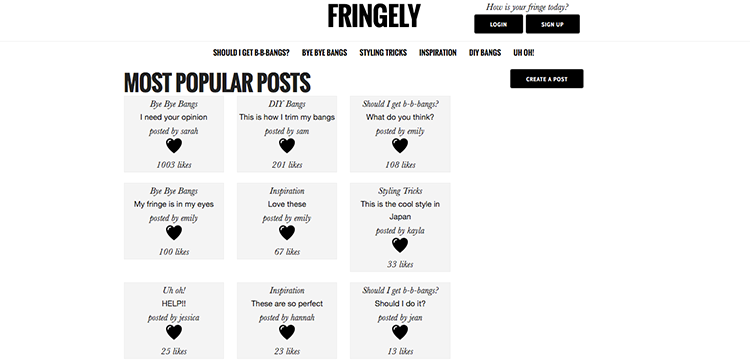 FRINGELY
How is your fringe today?
LOGIN
SIGN UP
SHOULD I GET B-B-BANGS?
BYE BYE BANGS
STYLING TRICKS
INSPIRATION
DIY BANGS
UH OH!
MOST POPULAR POSTS
CREATE A POST
Bye Bye Bangs
I need your opinion
posted by sarah
1003 likes
DIY Bangs
This is how I trim my bangs
posted by sam
201 likes
Should I get b-b-bangs?
What do you think?
posted by emily
108 likes
Bye Bye Bangs
My fringe is in my eyes
posted by emily
100 likes
Inspiration
Love these
posted by emily
67 likes
Styling Tricks
This is the cool style in
Japan
posted by kayla
33 likes
Uh oh!
HELP!!
posted by jessica
25 likes
Inspiration
These are so perfect
posted by hannah
23 likes
Should I get b-b-bangs?
Should I do it?
posted by jean
13 likes